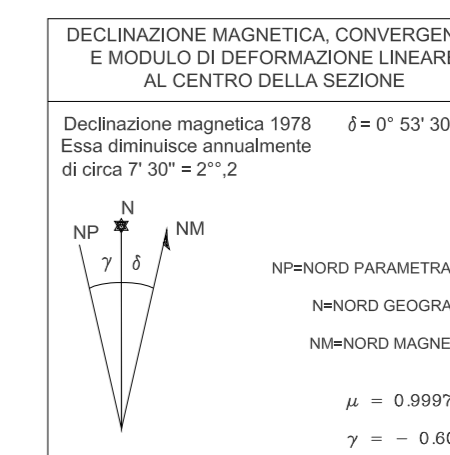 DECLINAZIONE MAGNETICA, CONVERGEN
E MODULO DI DEFORMAZIONE LINEARE
AL CENTRO DELLA SEZIONE
Declinazione magnetica 1978 δ = 0° 53' 30
Essa diminuisce annualmente
di circa 7' 30" = 2°°,2
N
NP NM
γ δ
NP=NORD PARAMETRA
N=NORD GEOGRA
NM=NORD MAGNE
μ = 0.9997
γ = − 0.60